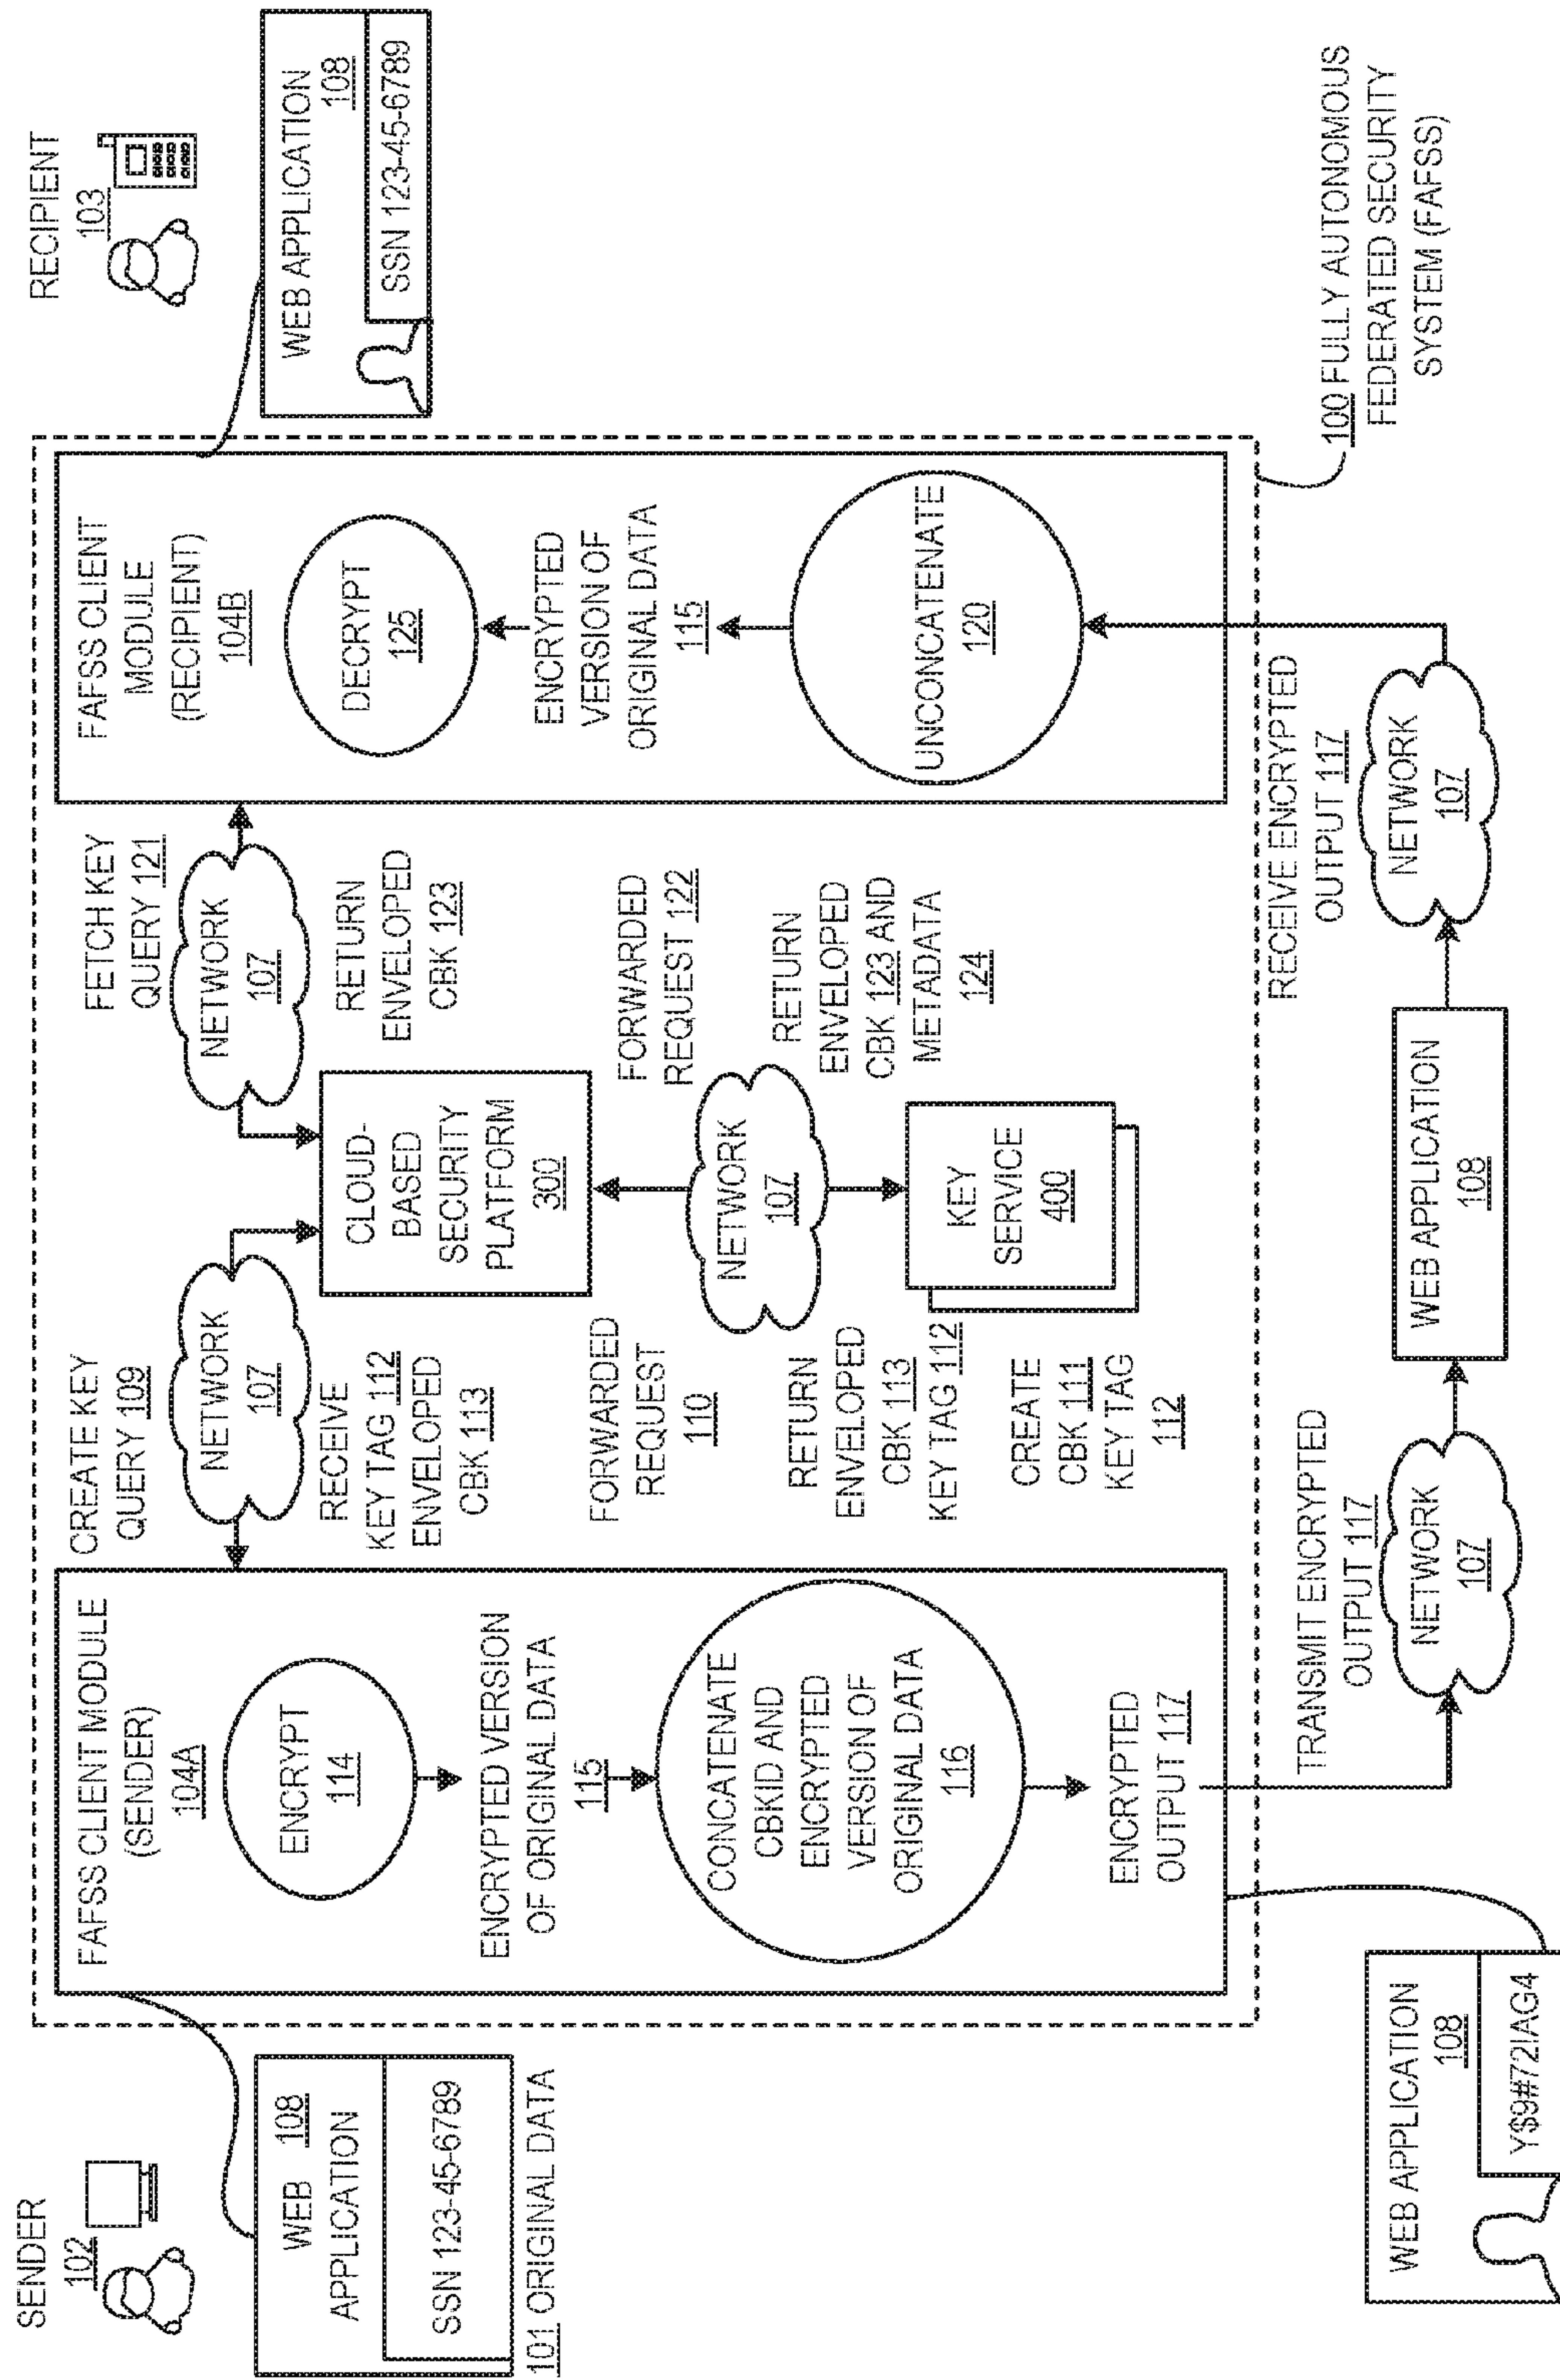 SENDER
102
WEB 108
APPLICATION
SSN 123-45-6789
101 ORIGINAL DATA
FAFSS CLIENT MODULE
(SENDER)
104A
ENCRYPT
114
ENCRYPTED VERSION
OF ORIGINAL DATA
115
CONCATENATE
CBKID AND
ENCRYPTED
VERSION OF
ORIGINAL DATA
116
ENCRYPTED
OUTPUT 117
WEB APPLICATION
108
Y$9#72!AG4
CREATE KEY
QUERY 109
NETWORK
107
RECEIVE
KEY TAG 112
ENVELOPED
CBK 113
FORWARDED
REQUEST
110
RETURN
ENVELOPED
CBK 113
KEY TAG 112
CREATE
CBK 111
KEY TAG
112
CLOUD-
BASED
SECURITY
PLATFORM
300
NETWORK
107
KEY
SERVICE
400
FETCH KEY
QUERY 121
NETWORK
107
RETURN
ENVELOPED
CBK 123
FORWARDED
REQUEST 122
RETURN
ENVELOPED
CBK 123 AND
METADATA
124
FAFSS CLIENT
MODULE
(RECIPIENT)
104B
DECRYPT
125
ENCRYPTED
VERSION OF
ORIGINAL DATA
115
UNCONCATENATE
120
TRANSMIT ENCRYPTED
OUTPUT 117
NETWORK
107
WEB APPLICATION
108
RECEIVE ENCRYPTED
OUTPUT 117
NETWORK
107
RECIPIENT
103
WEB APPLICATION
108
SSN 123-45-6789
100 FULLY AUTONOMOUS
FEDERATED SECURITY
SYSTEM (FAFSS)